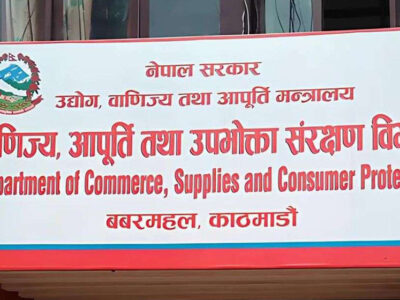 नेपाल सरकार
उद्योग, वाणिज्य तथा आपूर्ति मन्त्रालय
णिज्य, आपूर्ति तथा उपभोक्ता संरक्षण वि
partment of Commerce, Supplies and Consumer Prote
बबरमहल, काठमाडौं